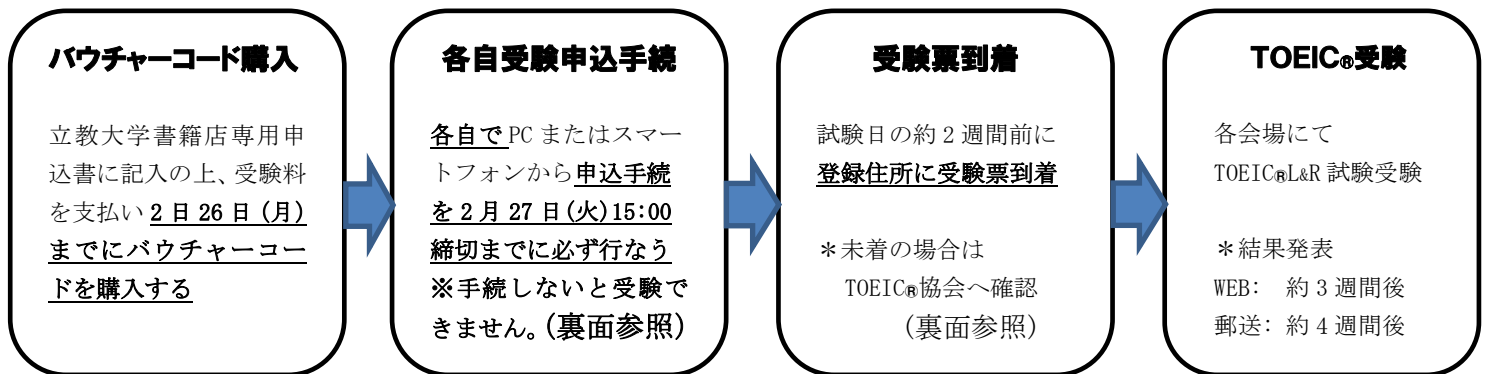 バウチャーコード購入
立教大学書籍店専用申
込書に記入の上、受験料
を支払い 2 日 26 日 (月)
までにバウチャーコー
ドを購入する
各自受験申込手続
各自で PC またはスマー
トフォンから申込手続
を 2 月 27 日(火)15:00
締切までに必ず行なう
※手続しないと受験で
きません。(裏面参照)
受験票到着
試験日の約 2 週間前に
登録住所に受験票到着
＊未着の場合は
TOEIC®協会へ確認
(裏面参照)
TOEIC®受験
各会場にて
TOEIC®L&R 試験受験
＊結果発表
WEB: 約 3 週間後
郵送: 約 4 週間後